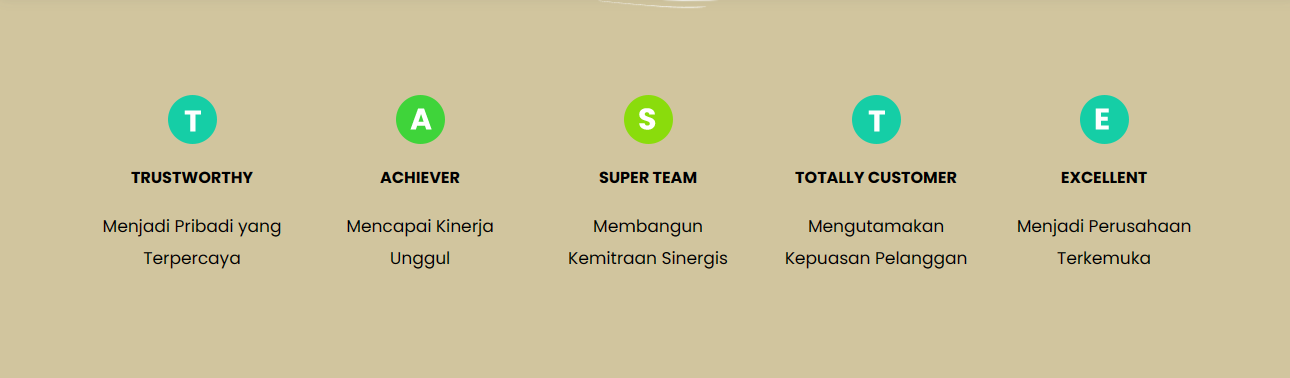 T
TRUSTWORTHY
Menjadi Pribadi yang
Terpercaya
A
ACHIEVER
Mencapai Kinerja
Unggul
S
SUPER TEAM
Membangun
Kemitraan Sinergis
T
TOTALLY CUSTOMER
Mengutamakan
Kepuasan Pelanggan
E
EXCELLENT
Menjadi Perusahaan
Terkemuka